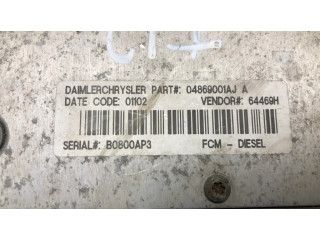 DAIMLERCHRYSLER PART#: 04869001AJ A
DATE CODE: 01102 VENDOR#: 64469H
SERIAL#: B0800AP3 FCM - DIESEL